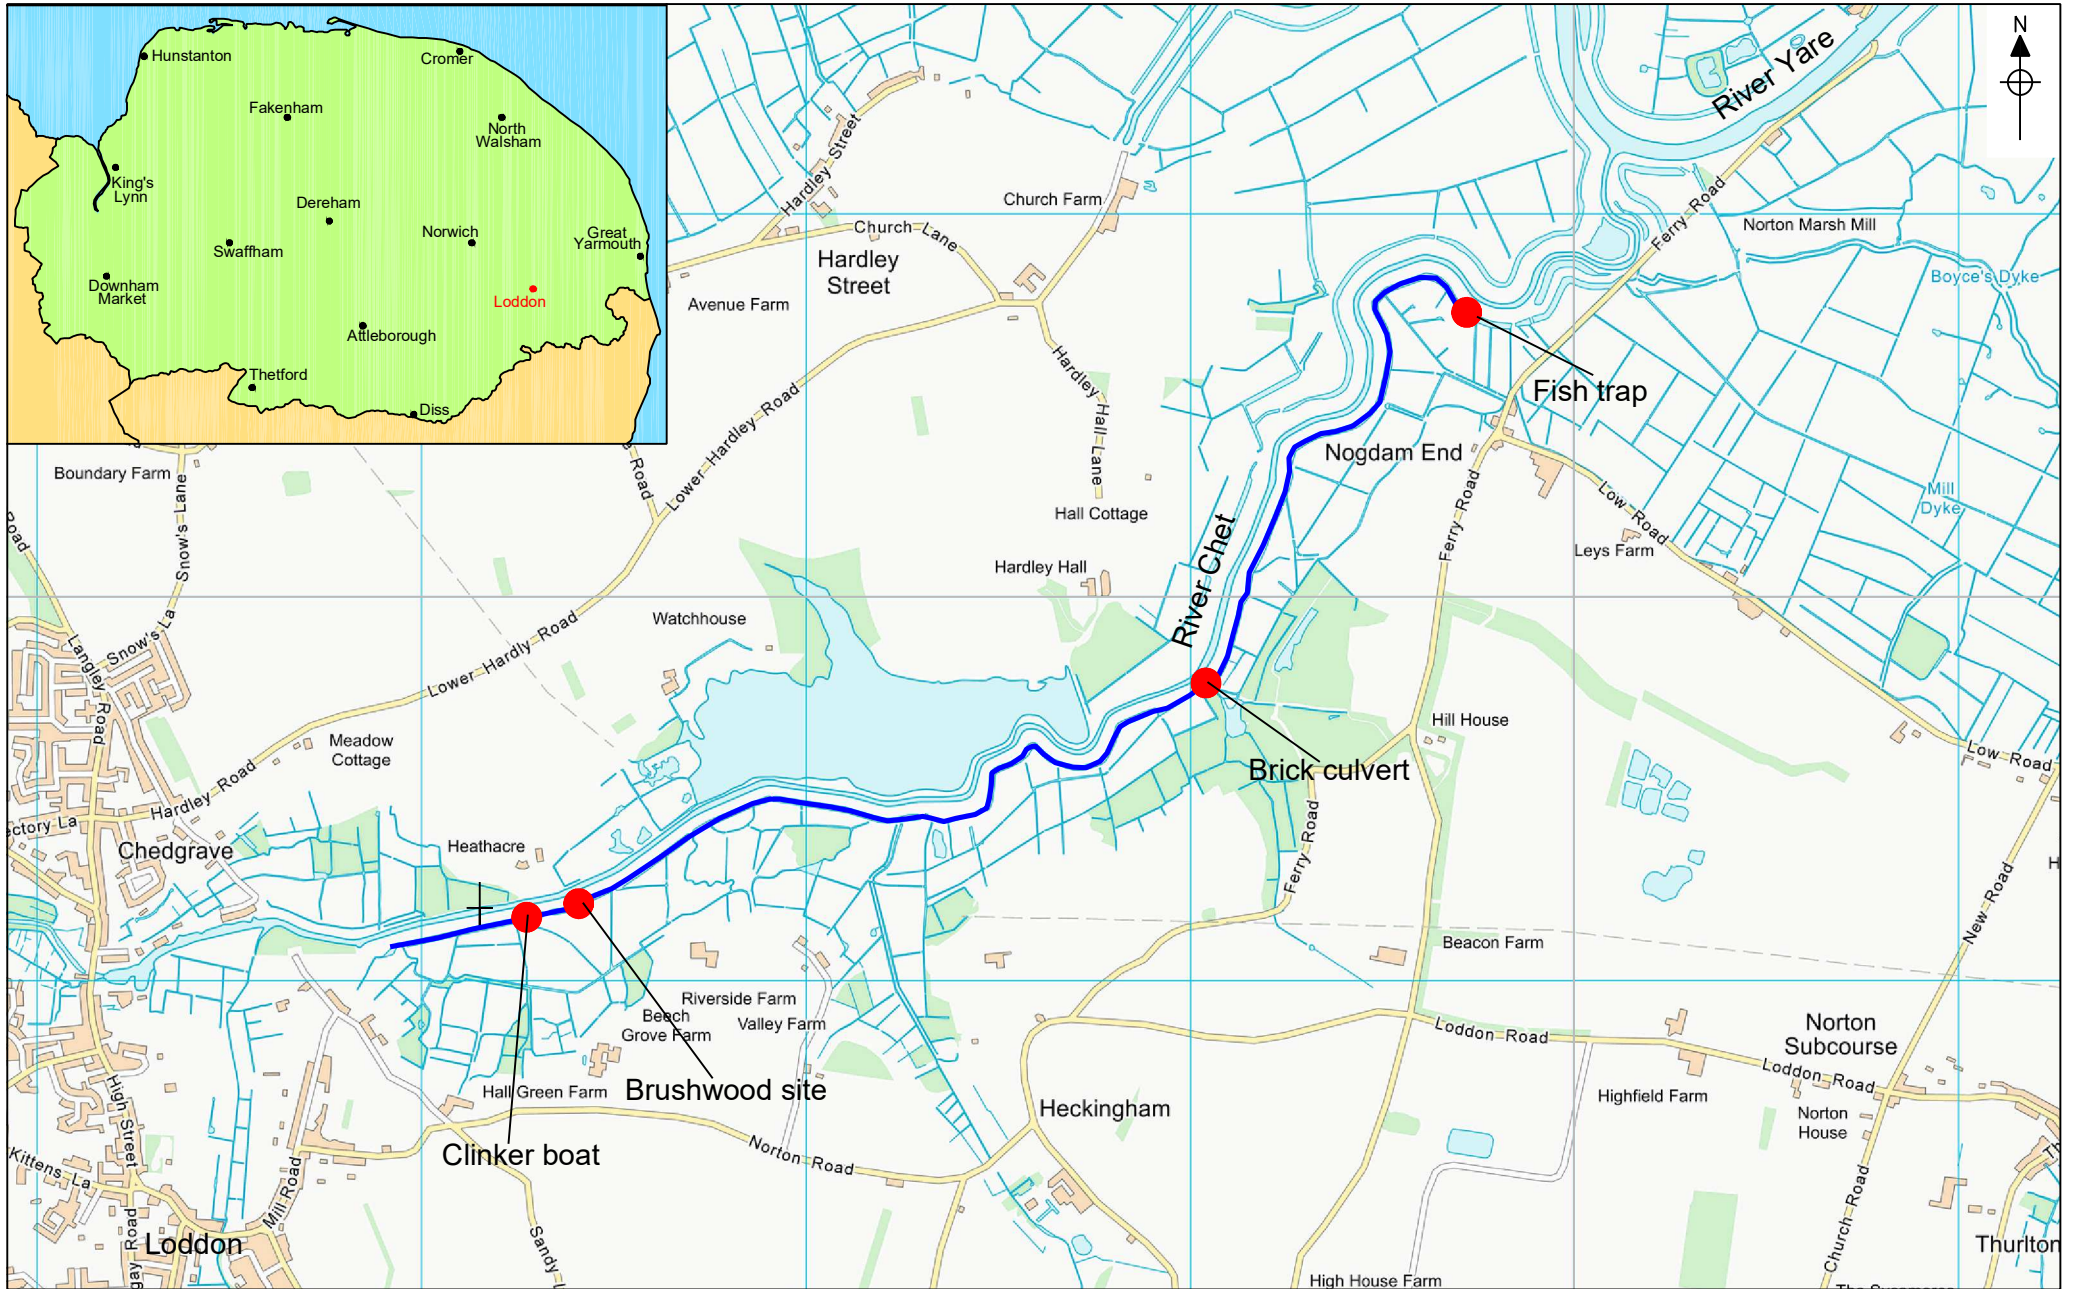 Hunstanton
Cromer
Fakenham
North
Walsham
King's
Lynn
Dereham
Norwich
Great
Yarmouth
Swaffham
Downham
Market
Loddon
Attleborough
Thetford
Diss
N
River Yare
Hardley Street
Church Farm
Church Lane
Hardley
Street
Ferry Road
Norton Marsh Mill
Boyce's Dyke
Avenue Farm
Hardley Hall Lane
Fish trap
Lower Hardley Road
Road
Boundary Farm
Snow's Lane
Nogdam End
Ferry Road
Low Road
Mill
Dyke
Hall Cottage
Leys Farm
Road
River Chet
Hardley Hall
Watchhouse
Snow's La
Langley Road
Lower Hardly Road
Hill House
Low Road
Meadow
Cottage
Brick culvert
Hardley Road
ectory La
Chedgrave
Heathacre
Ferry Road
H
New Road
Beacon Farm
Riverside Farm
Beech
Grove Farm
Valley Farm
Loddon Road
Norton
Subcourse
Loddon Road
Hall Green Farm
Brushwood site
Heckingham
Highfield Farm
Norton
House
High Street
Clinker boat
Norton Road
Kittens La
Mill Road
Th
Church Road
Sandy L
Loddon
gay Road
Thurlton
High House Farm